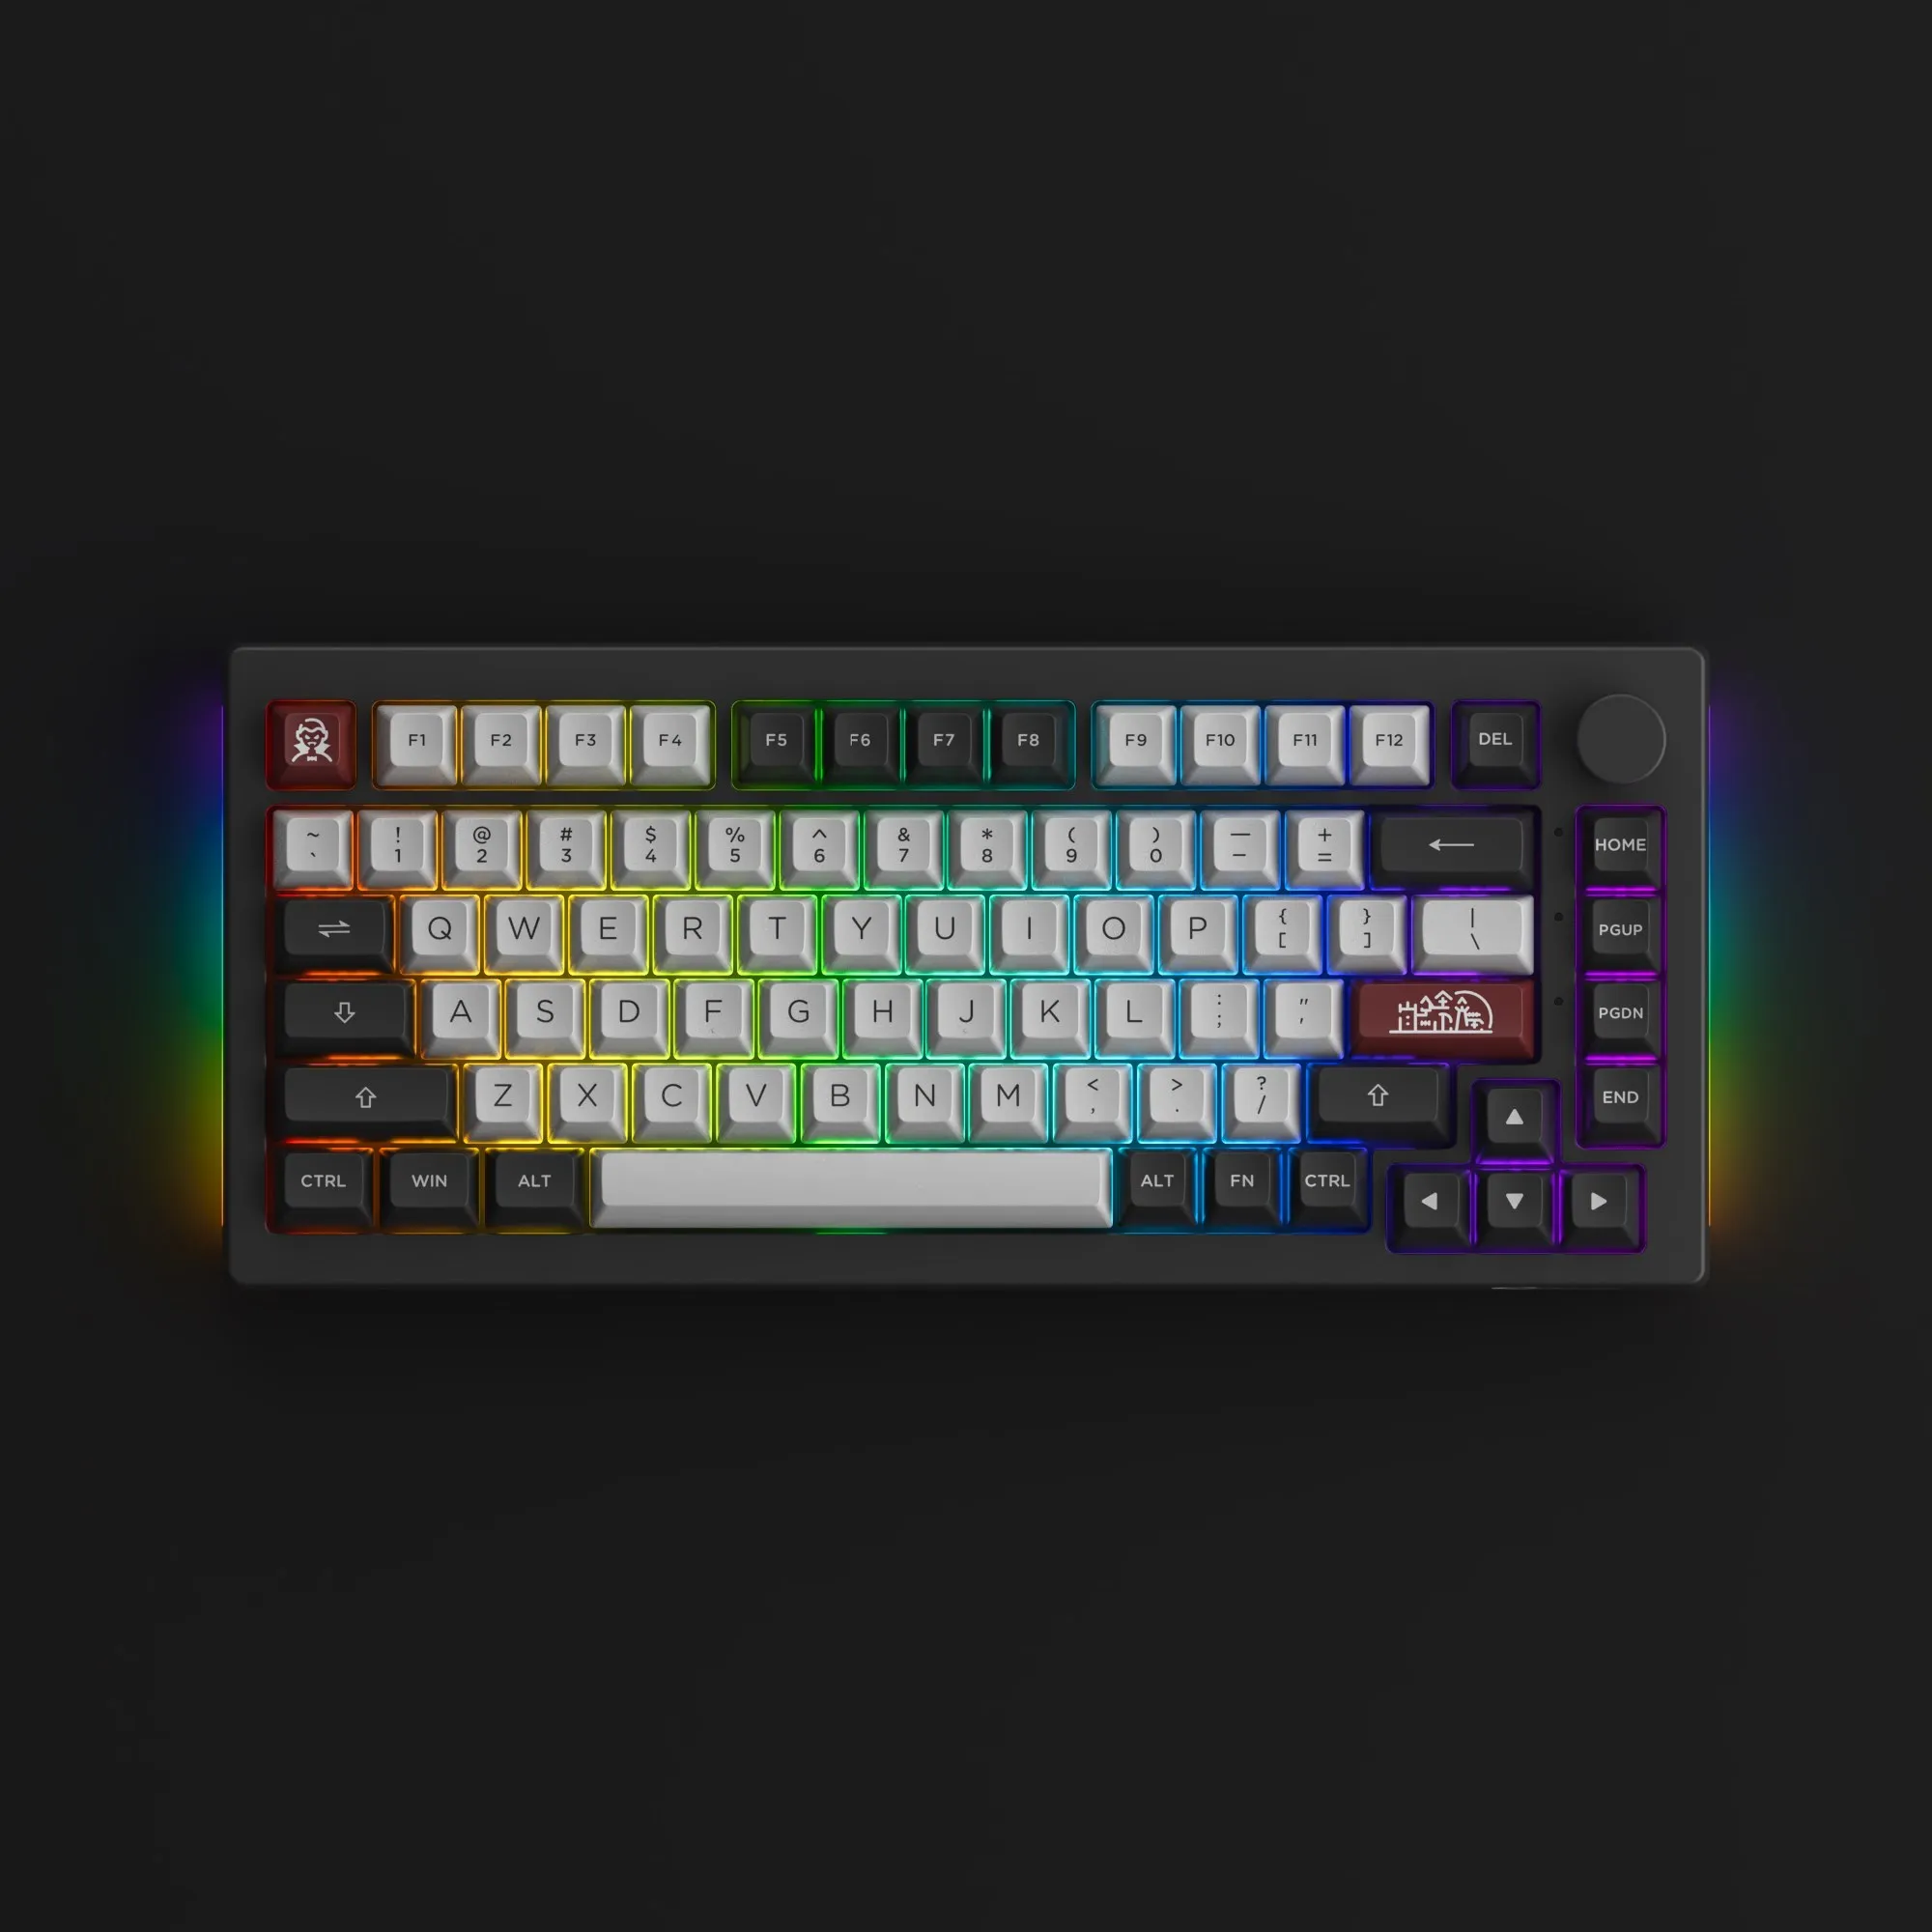 F1 F2 F3 F4 F5 F6 F7 F8 F9 F10 F11 F12 DEL
~ ! @ # $ % ^ & * ( ) — +
` 1 2 3 4 5 6 7 8 9 0 – = ← HOME
⇌ Q W E R T Y U I O P { } | PGUP
[ ] \
⇩ A S D F G H J K L : " PGDN
; '
⇧ Z X C V B N M < > ? ⇧ END
, . / ▲
CTRL WIN ALT ALT FN CTRL ◀ ▼ ▶